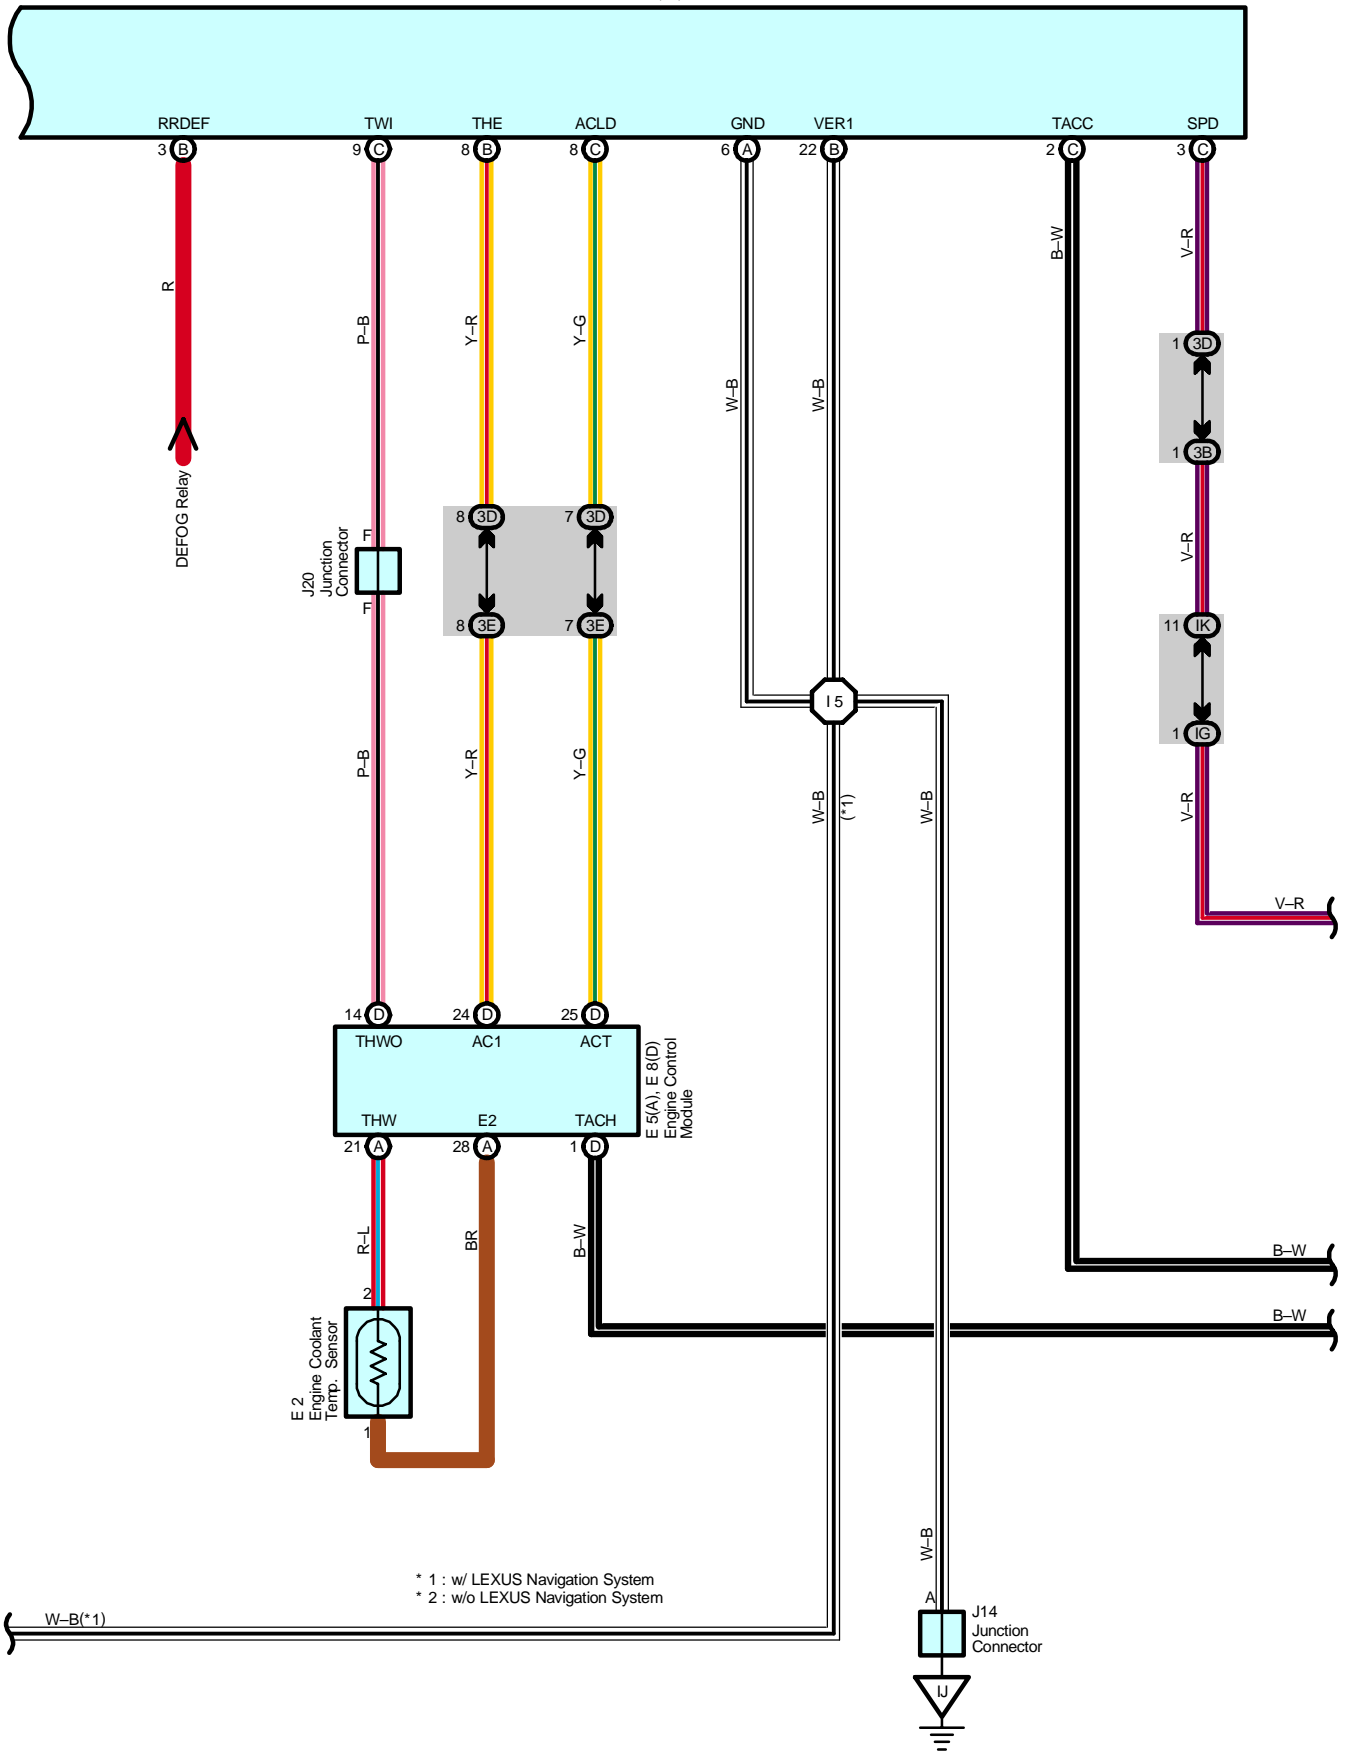 RRDEF TWI THE ACLD GND VER1 TACC SPD
3 B 9 C 8 B 8 C 6 A 22 B 2 C 3 C
R
P–B
Y–R
Y–G
W–B
W–B
B–W
V–R
1 3D
1 3B
DEFOG Relay
F
J20
Junction
Connector
F
8 3D 7 3D
8 3E 7 3E
V–R
11 IK
1 IG
I 5
P–B
Y–R
Y–G
W–B
(*1)
W–B
V–R
V–R
14 D 24 D 25 D
THWO AC1 ACT
E 5(A), E 8(D)
Engine Control
Module
THW E2 TACH
21 A 28 A 1 D
R–L
BR
B–W
B–W
B–W
2
E 2
Engine Coolant
Temp. Sensor
1
W–B
* 1 : w/ LEXUS Navigation System
* 2 : w/o LEXUS Navigation System
W–B(*1)
A
J14
Junction
Connector
IJ